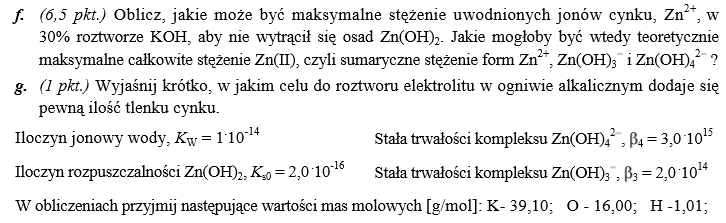 f. (6,5 pkt.) Oblicz, jakie może być maksymalne stężenie uwodnionych jonów cynku, Zn²⁺, w
30% roztworze KOH, aby nie wytrącił się osad Zn(OH)₂. Jakie mogłoby być wtedy teoretycznie
maksymalne całkowite stężenie Zn(II), czyli sumaryczne stężenie form Zn²⁺, Zn(OH)₃⁻ i Zn(OH)₄²⁻ ?
g. (1 pkt.) Wyjaśnij krótko, w jakim celu do roztworu elektrolitu w ogniwie alkalicznym dodaje się
pewną ilość tlenku cynku.
Iloczyn jonowy wody, K_W = 1·10⁻¹⁴ Stała trwałości kompleksu Zn(OH)₄²⁻, β₄ = 3,0·10¹⁵
Iloczyn rozpuszczalności Zn(OH)₂, K_s0 = 2,0·10⁻¹⁶ Stała trwałości kompleksu Zn(OH)₃⁻, β₃ = 2,0·10¹⁴
W obliczeniach przyjmij następujące wartości mas molowych [g/mol]: K- 39,10; O - 16,00; H -1,01;